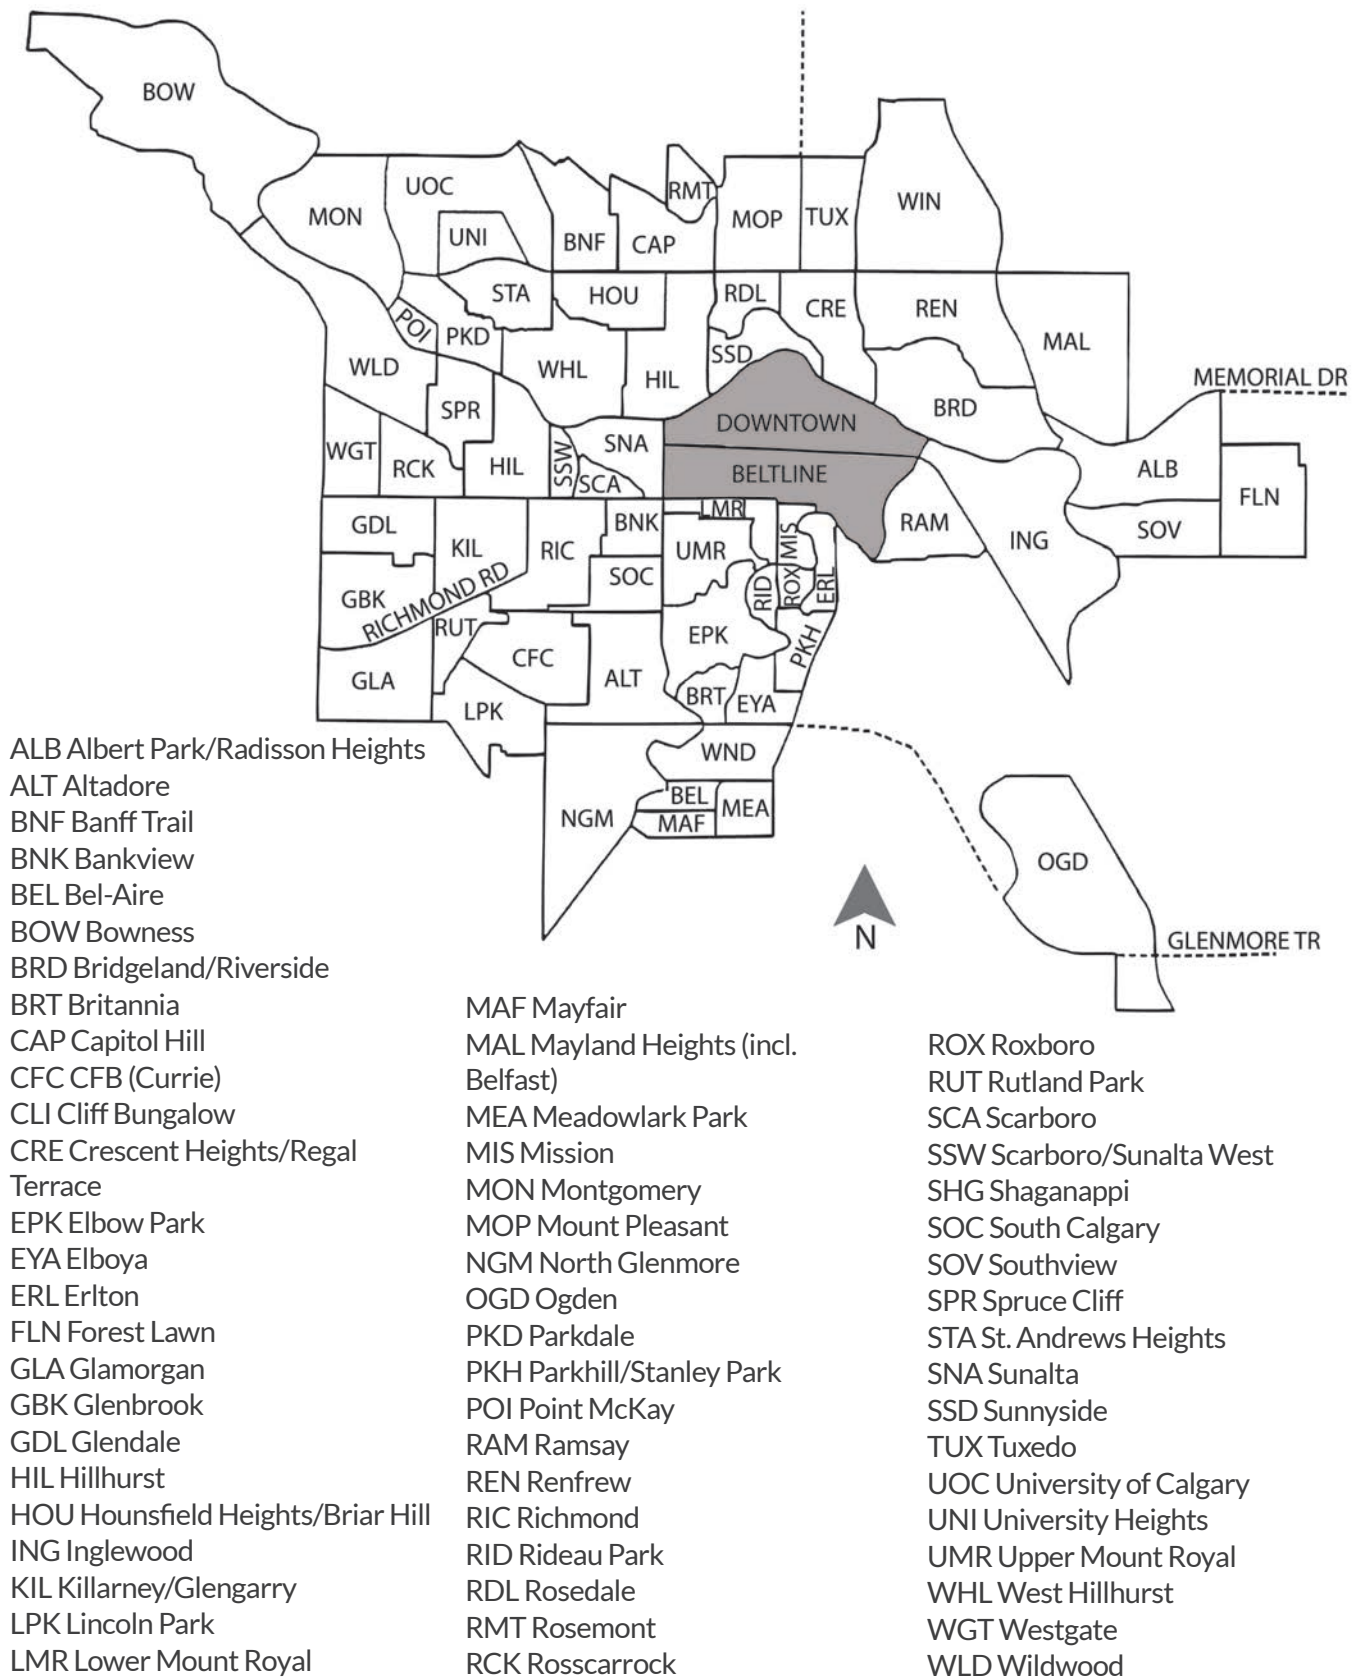 BOW
UOC
RMT
WIN
MON
MOP
TUX
UNI
BNF
CAP
STA
HOU
RDL
CRE
REN
POI
PKD
MAL
SSD
WLD
WHL
HIL
MEMORIAL DR
SPR
BRD
DOWNTOWN
WGT
RCK
HIL
SSW
SNA
SCA
BELTLINE
ALB
FLN
GDL
KIL
RIC
BNK
LMR
UMR
MIS
RAM
ING
SOV
GBK
RICHMOND RD
SOC
RID
ROX
ERL
RUT
EPK
PKH
GLA
CFC
ALT
BRT
EYA
LPK
WND
BEL
MEA
NGM
MAF
OGD
N
GLENMORE TR
ALB Albert Park/Radisson Heights
ALT Altadore
BNF Banff Trail
BNK Bankview
BEL Bel-Aire
BOW Bowness
BRD Bridgeland/Riverside
BRT Britannia
CAP Capitol Hill
CFC CFB (Currie)
CLI Cliff Bungalow
CRE Crescent Heights/Regal
Terrace
EPK Elbow Park
EYA Elboya
ERL Erlton
FLN Forest Lawn
GLA Glamorgan
GBK Glenbrook
GDL Glendale
HIL Hillhurst
HOU Hounsfield Heights/Briar Hill
ING Inglewood
KIL Killarney/Glengarry
LPK Lincoln Park
LMR Lower Mount Royal
MAF Mayfair
MAL Mayland Heights (incl.
Belfast)
MEA Meadowlark Park
MIS Mission
MON Montgomery
MOP Mount Pleasant
NGM North Glenmore
OGD Ogden
PKD Parkdale
PKH Parkhill/Stanley Park
POI Point McKay
RAM Ramsay
REN Renfrew
RIC Richmond
RID Rideau Park
RDL Rosedale
RMT Rosemont
RCK Rosscarrock
ROX Roxboro
RUT Rutland Park
SCA Scarboro
SSW Scarboro/Sunalta West
SHG Shaganappi
SOC South Calgary
SOV Southview
SPR Spruce Cliff
STA St. Andrews Heights
SNA Sunalta
SSD Sunnyside
TUX Tuxedo
UOC University of Calgary
UNI University Heights
UMR Upper Mount Royal
WHL West Hillhurst
WGT Westgate
WLD Wildwood